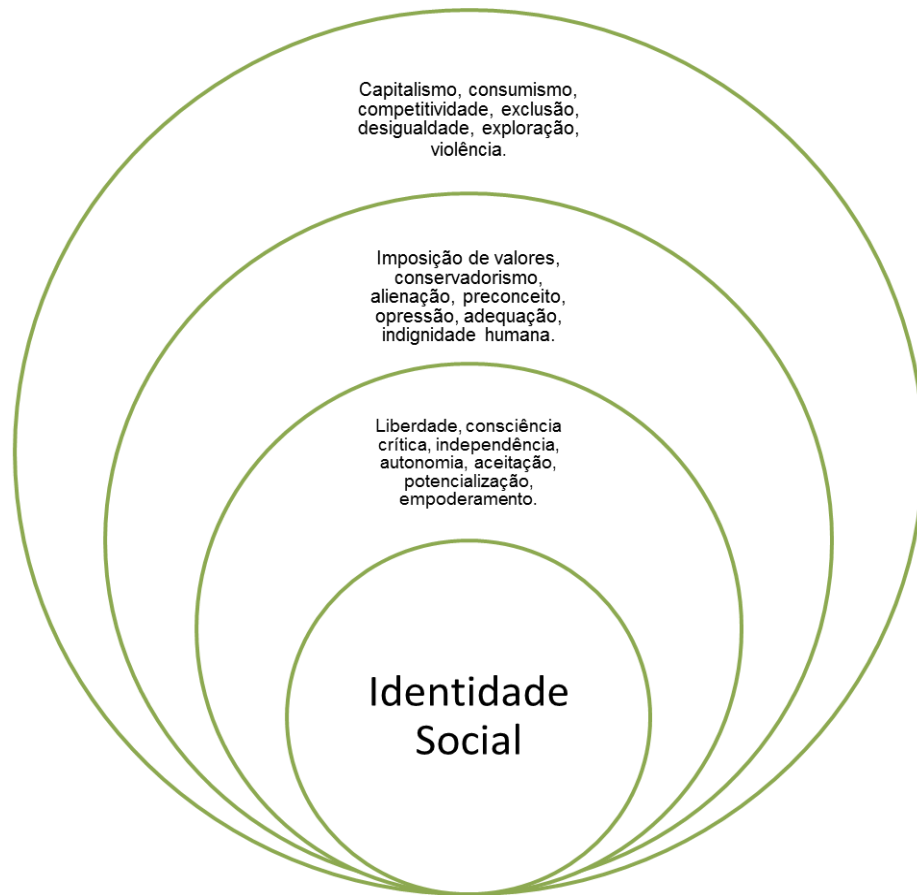 Capitalismo, consumismo,
competitividade, exclusão,
desigualdade, exploração,
violência.
Imposição de valores,
conservadorismo,
alienação, preconceito,
opressão, adequação,
indignidade humana.
Liberdade, consciência
crítica, independência,
autonomia, aceitação,
potencialização,
empoderamento.
Identidade
Social